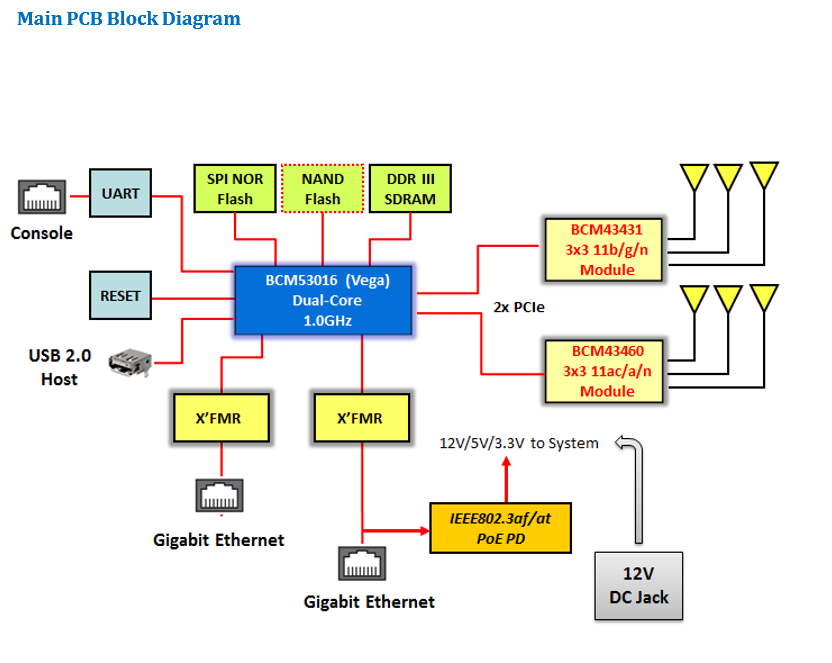 Main PCB Block Diagram
SPI NOR
Flash
NAND
Flash
DDR III
SDRAM
UART
Console
BCM43431
3x3 11b/g/n
Module
BCM53016 (Vega)
Dual-Core
1.0GHz
RESET
2x PCIe
USB 2.0
Host
BCM43460
3x3 11ac/a/n
Module
X'FMR
X'FMR
12V/5V/3.3V to System
IEEE802.3af/at
PoE PD
Gigabit Ethernet
12V
DC Jack
Gigabit Ethernet